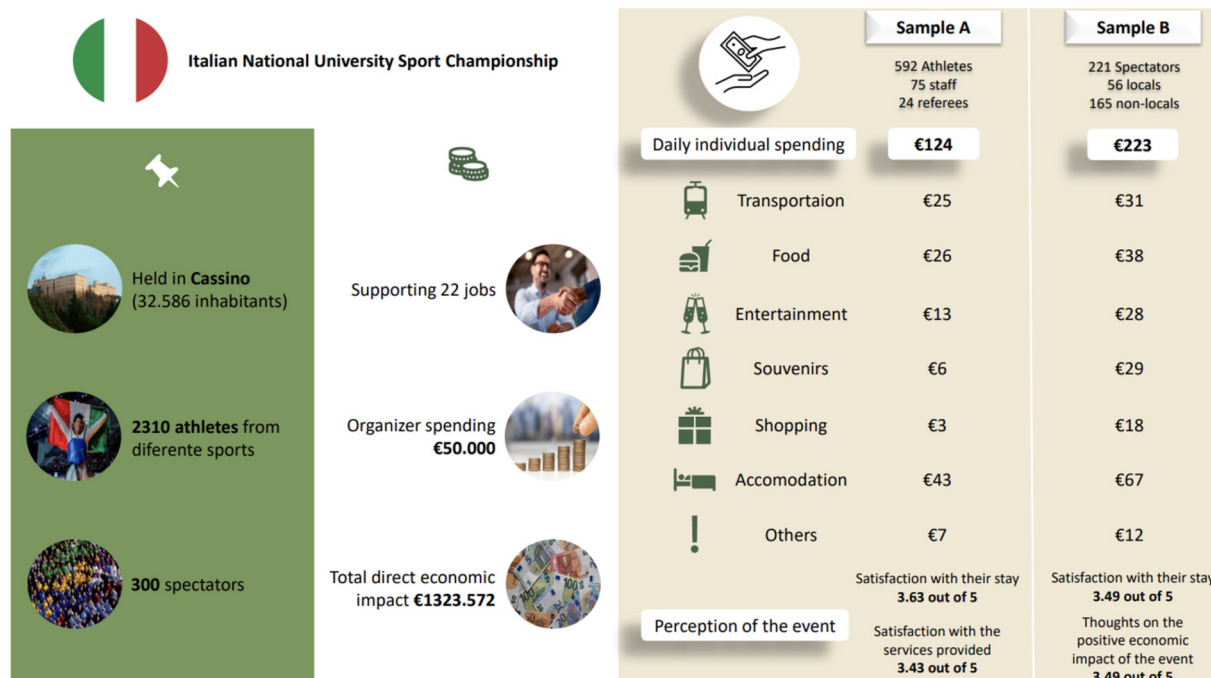 Italian National University Sport Championship
Held in Cassino
(32.586 inhabitants)
2310 athletes from
diferente sports
300 spectators
Supporting 22 jobs
Organizer spending
€50.000
Total direct economic
impact €1323.572
Sample A
Sample B
592 Athletes
75 staff
24 referees
221 Spectators
56 locals
165 non-locals
Daily individual spending
€124
€223
Transportaion
€25
€31
Food
€26
€38
Entertainment
€13
€28
Souvenirs
€6
€29
Shopping
€3
€18
Accomodation
€43
€67
Others
€7
€12
Perception of the event
Satisfaction with their stay
3.63 out of 5
Satisfaction with the
services provided
3.43 out of 5
Satisfaction with their stay
3.49 out of 5
Thoughts on the
positive economic
impact of the event
3.49 out of 5